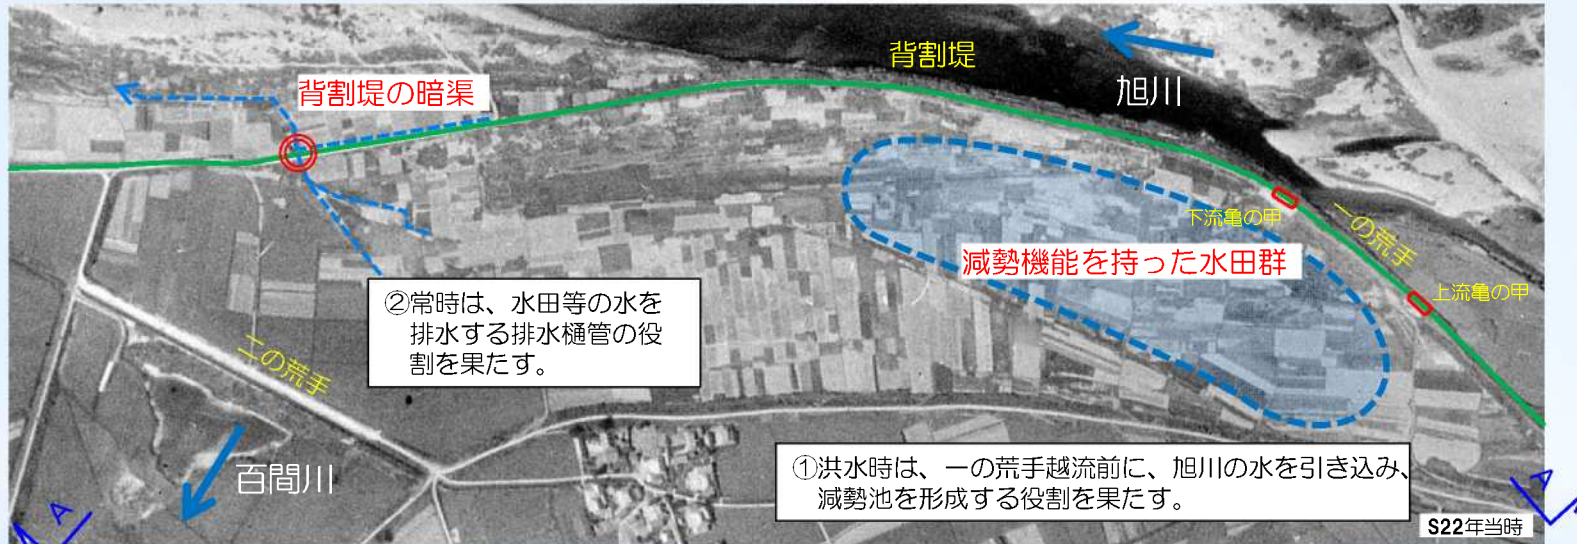 背割堤
旭川
背割堤の暗渠
下流亀の甲
一の荒手
減勢機能を持った水田群
上流亀の甲
②常時は、水田等の水を
排水する排水樋管の役
割を果たす。
二の荒手
百間川
①洪水時は、一の荒手越流前に、旭川の水を引き込み、
減勢池を形成する役割を果たす。
A
A
S22年当時